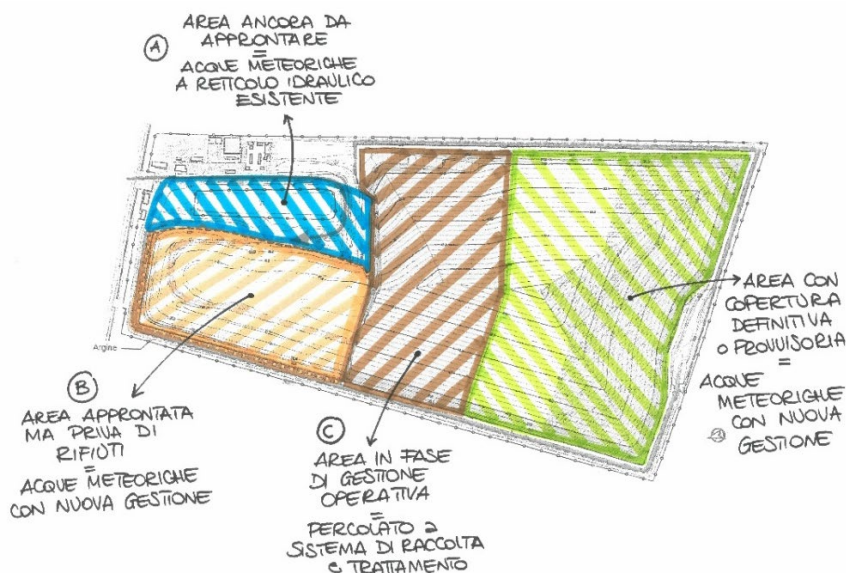 A
AREA ANCORA DA
APPRONTARE
=
ACQUE METEORICHE
A RETICOLO IDRAULICO
ESISTENTE
Argine
B
AREA APPRONTATA
MA PRIVA DI
RIFIUTI
=
ACQUE METEORICHE
CON NUOVA GESTIONE
C
AREA IN FASE
DI GESTIONE
OPERATIVA
=
PERCOLATO A
SISTEMA DI RACCOLTA
E TRATTAMENTO
AREA CON
COPERTURA
DEFINITIVA
O PROVVISORIA
=
ACQUE
METEORICHE
CON NUOVA
GESTIONE